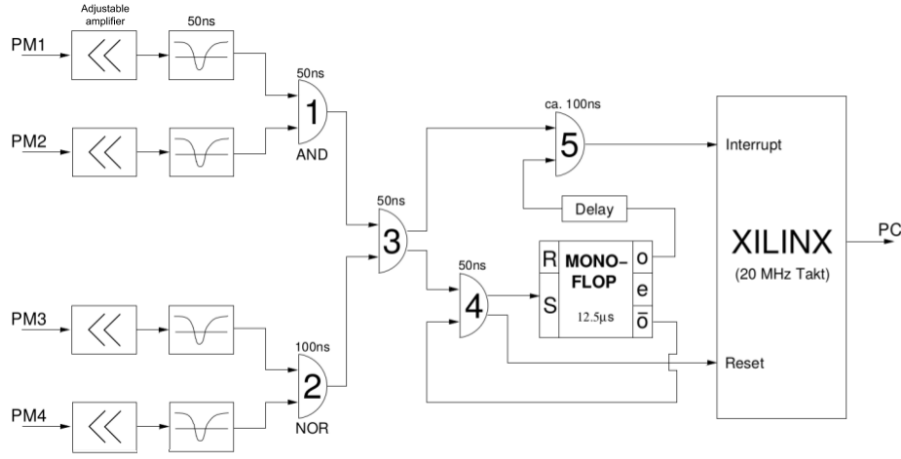 Adjustable
amplifier
50ns
PM1
50ns
1
AND
PM2
ca. 100ns
5
Interrupt
Delay
50ns
3
XILINX
(20 MHz Takt)
PC
R
MONO-
FLOP
12.5µs
S
o
e
o̅
50ns
4
PM3
100ns
2
NOR
Reset
PM4